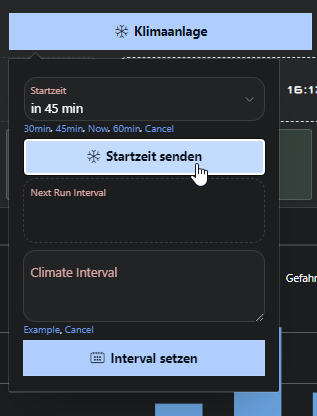 Klimaanlage
Startzeit
in 45 min
16:1
30min, 45min, Now, 60min, Cancel
Startzeit senden
Next Run Interval
Climate Interval
Gefahr
Example, Cancel
Interval setzen